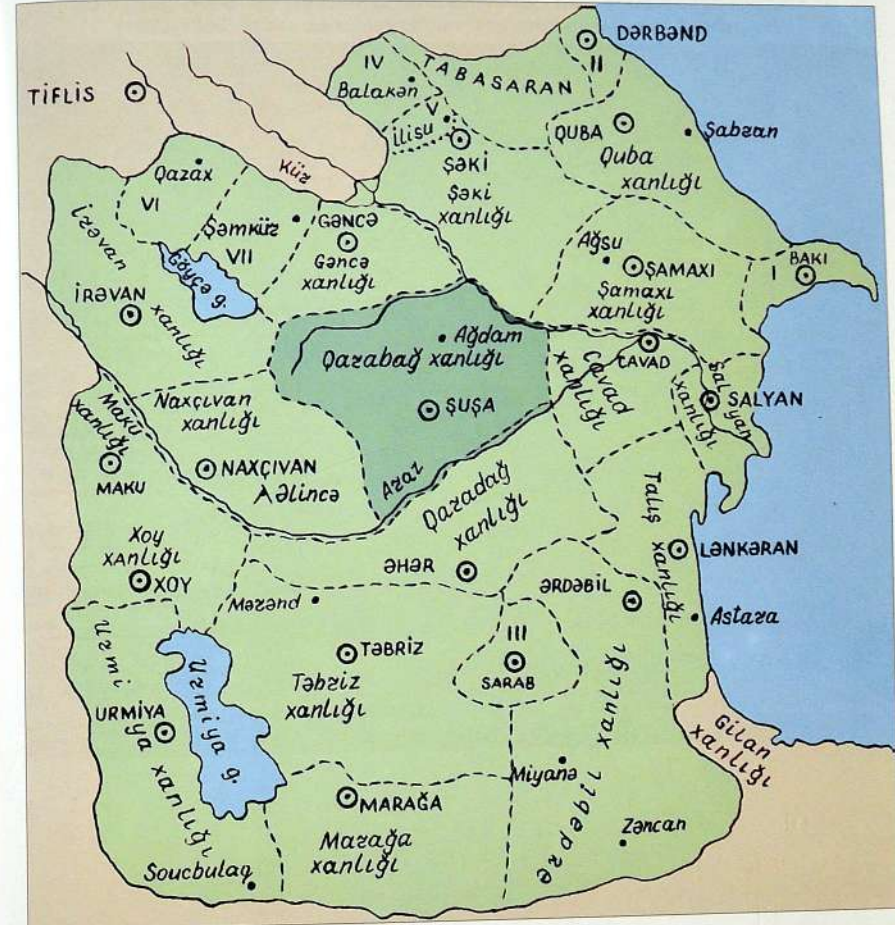 DƏRBƏND
II
IV
TABASARAN
Balakən
TİFLİS
V
İlisu
ŞƏKİ
Şəki
xanlığı
QUBA
Quba
xanlığı
Şabran
Qazax
VI
Kür
Şəmkür
VII
GƏNCƏ
Gəncə
xanlığı
Göyçə g.
İrəvan
xanlığı
İRƏVAN
Ağsu
ŞAMAXI
Şamaxı
xanlığı
I
BAKI
Ağdam
Qarabağ xanlığı
ŞUŞA
CAVAD
Cavad
xanlığı
Salyan
xanlığı
SALYAN
Maku
xanlığı
MAKU
Naxçıvan
xanlığı
NAXÇIVAN
Əlincə
Araz
Qaradağ
xanlığı
Talış
xanlığı
LƏNKƏRAN
Xoy
XANLIĞI
XOY
ƏHƏR
ƏRDƏBİL
Astara
Mərənd
Urmiya xanlığı
URMİYA
Urmiya g.
TƏBRİZ
Təbriz
xanlığı
III
SARAB
Ərdəbil xanlığı
Gilan
xanlığı
Miyanə
MARAĞA
Marağa
xanlığı
Zəncan
Soucbulaq